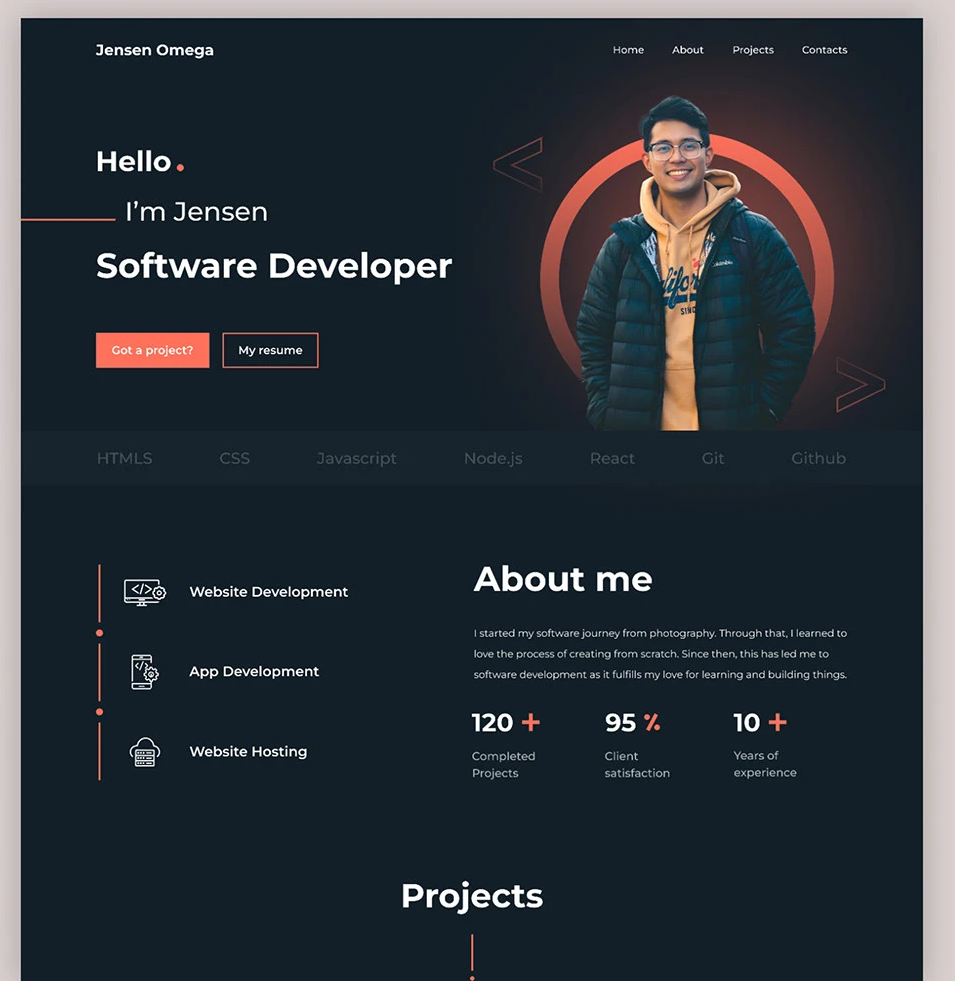 Jensen Omega
Home About Projects Contacts
Hello.
I'm Jensen
Software Developer
Got a project? My resume
HTMLS CSS Javascript Node.js React Git Github
Website Development
App Development
Website Hosting
About me
I started my software journey from photography. Through that, I learned to
love the process of creating from scratch. Since then, this has led me to
software development as it fulfills my love for learning and building things.
120 + 95 % 10 +
Completed Projects
Client satisfaction
Years of experience
Projects